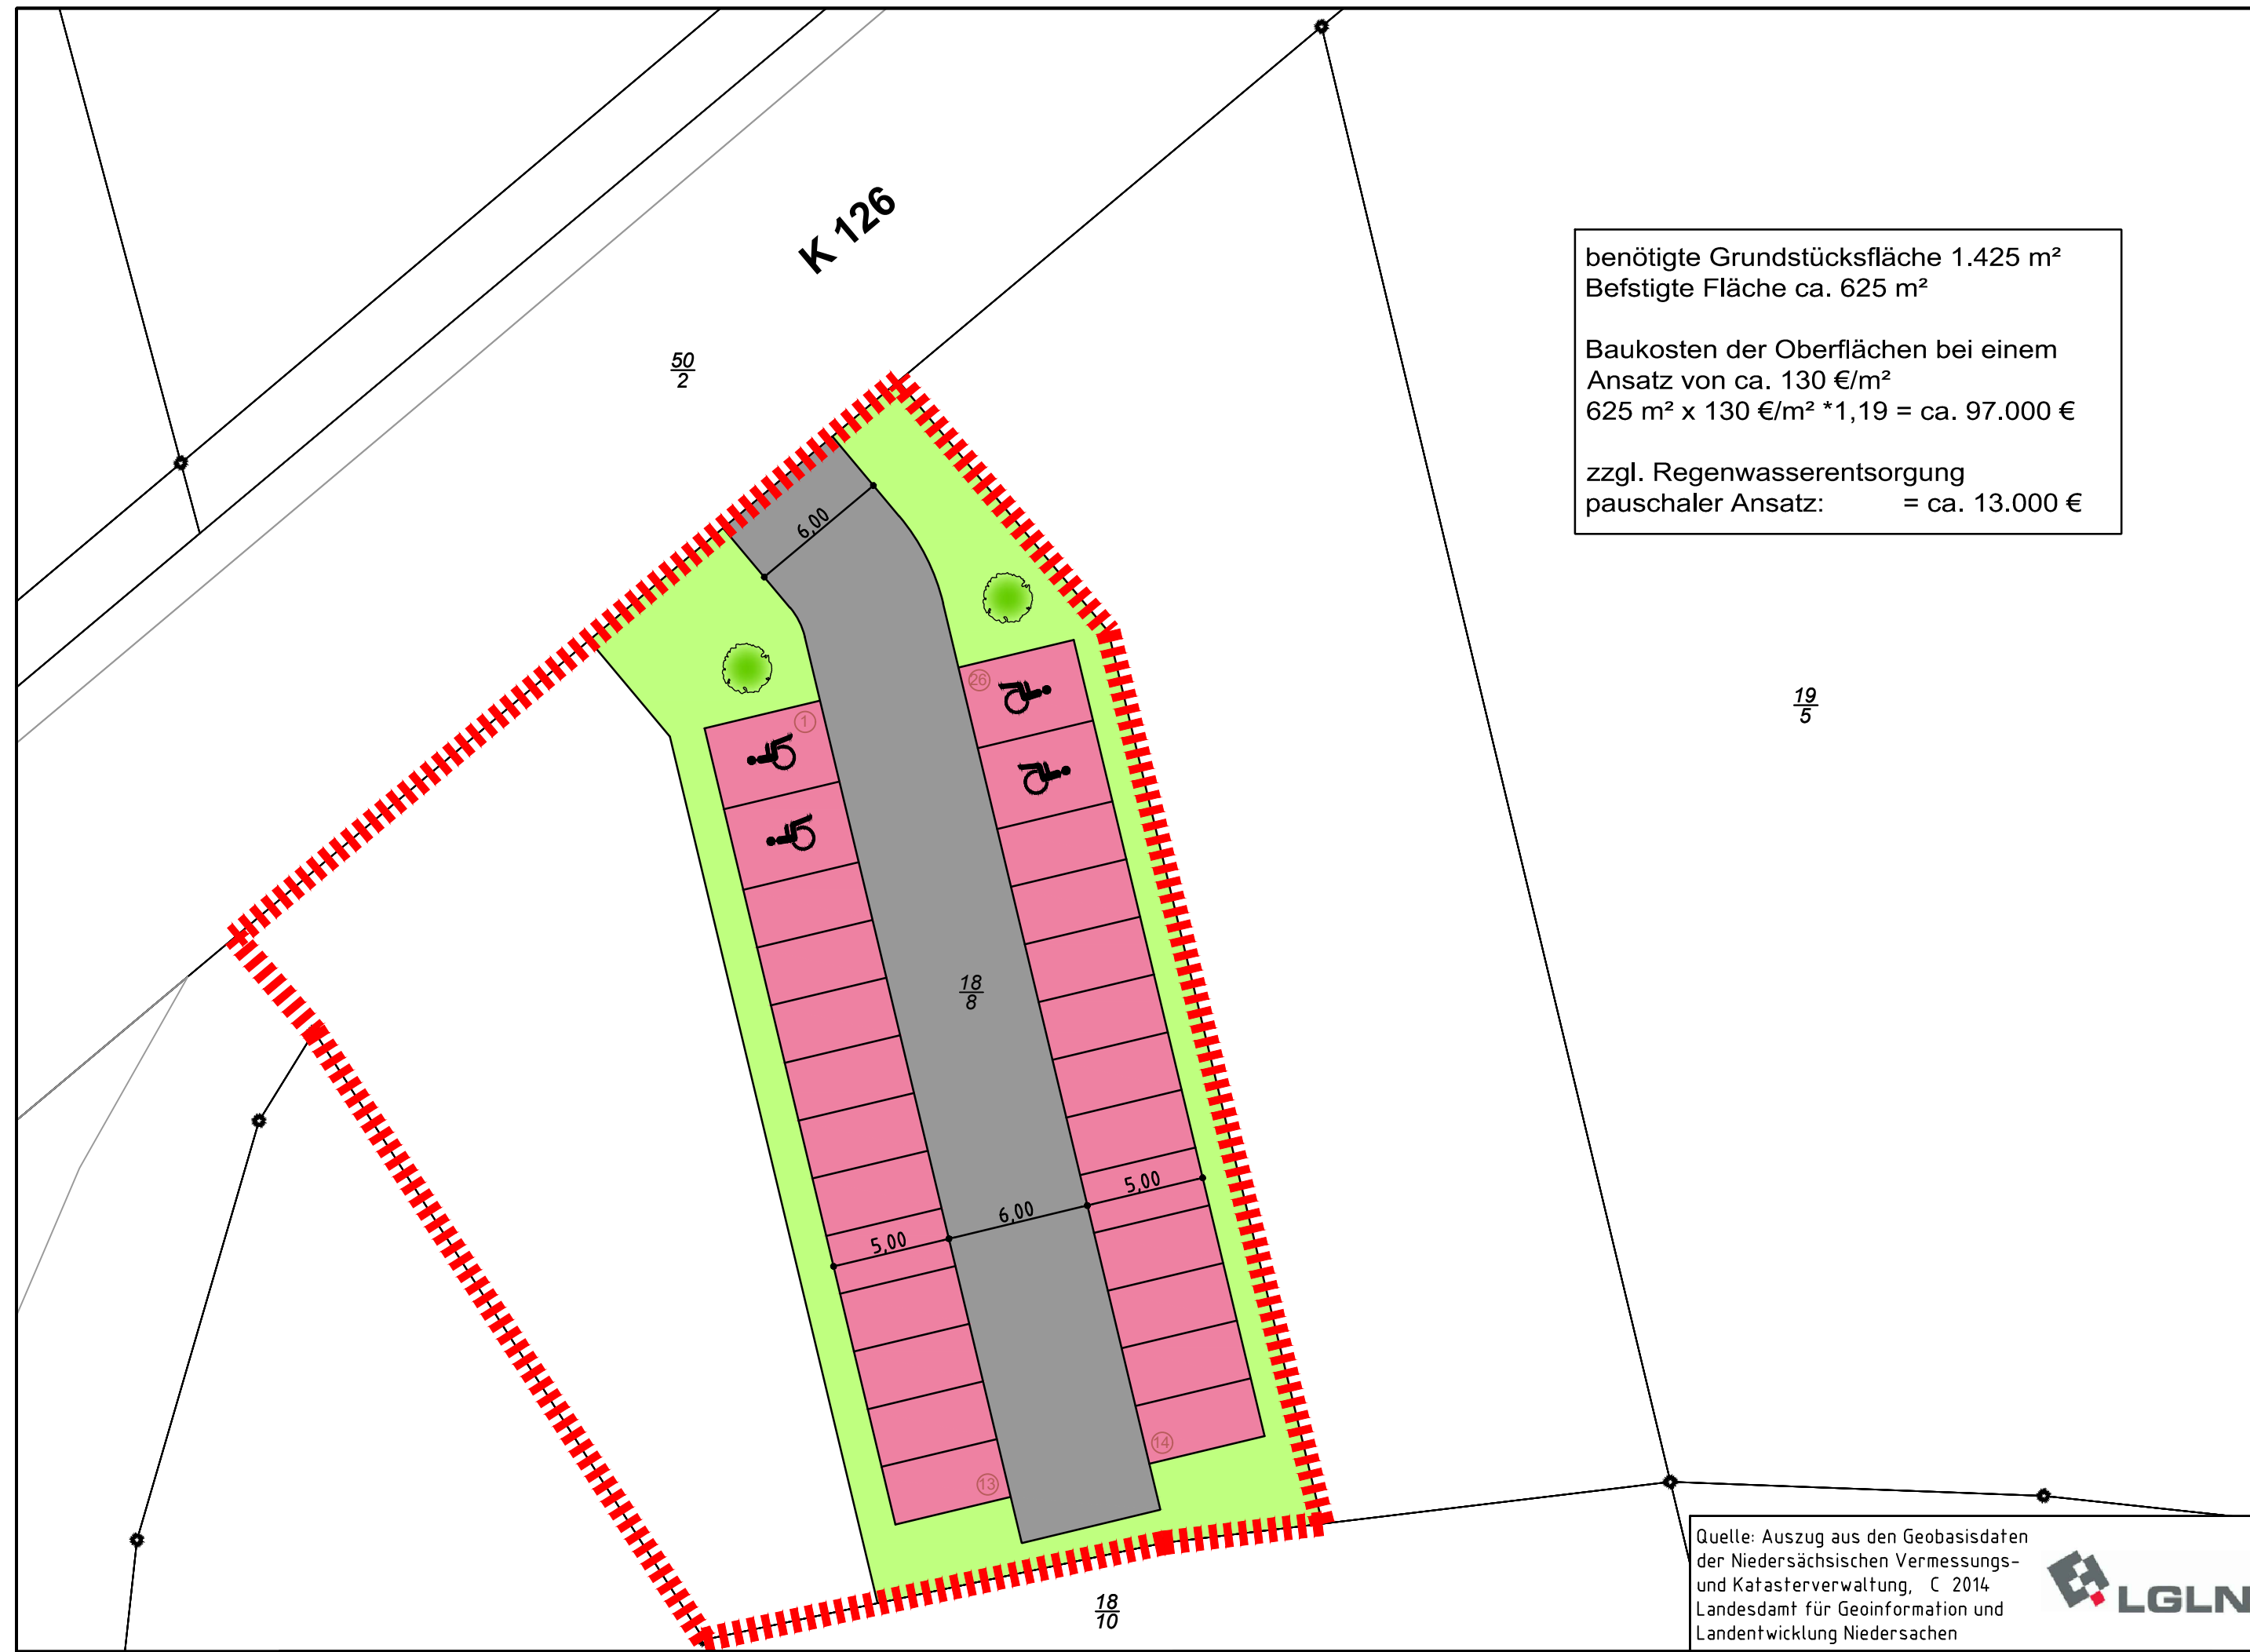 K 126
benötigte Grundstücksfläche 1.425 m²
Befstigte Fläche ca. 625 m²
Baukosten der Oberflächen bei einem
Ansatz von ca. 130 €/m²
625 m² x 130 €/m² *1,19 = ca. 97.000 €
zzgl. Regenwasserentsorgung
pauschaler Ansatz: = ca. 13.000 €
50
2
6,00
26
1
19
5
18
8
5,00
6,00
5,00
14
13
18
10
Quelle: Auszug aus den Geobasisdaten
der Niedersächsischen Vermessungs-
und Katasterverwaltung, C 2014
Landesdamt für Geoinformation und
Landentwicklung Niedersachen
LGLN